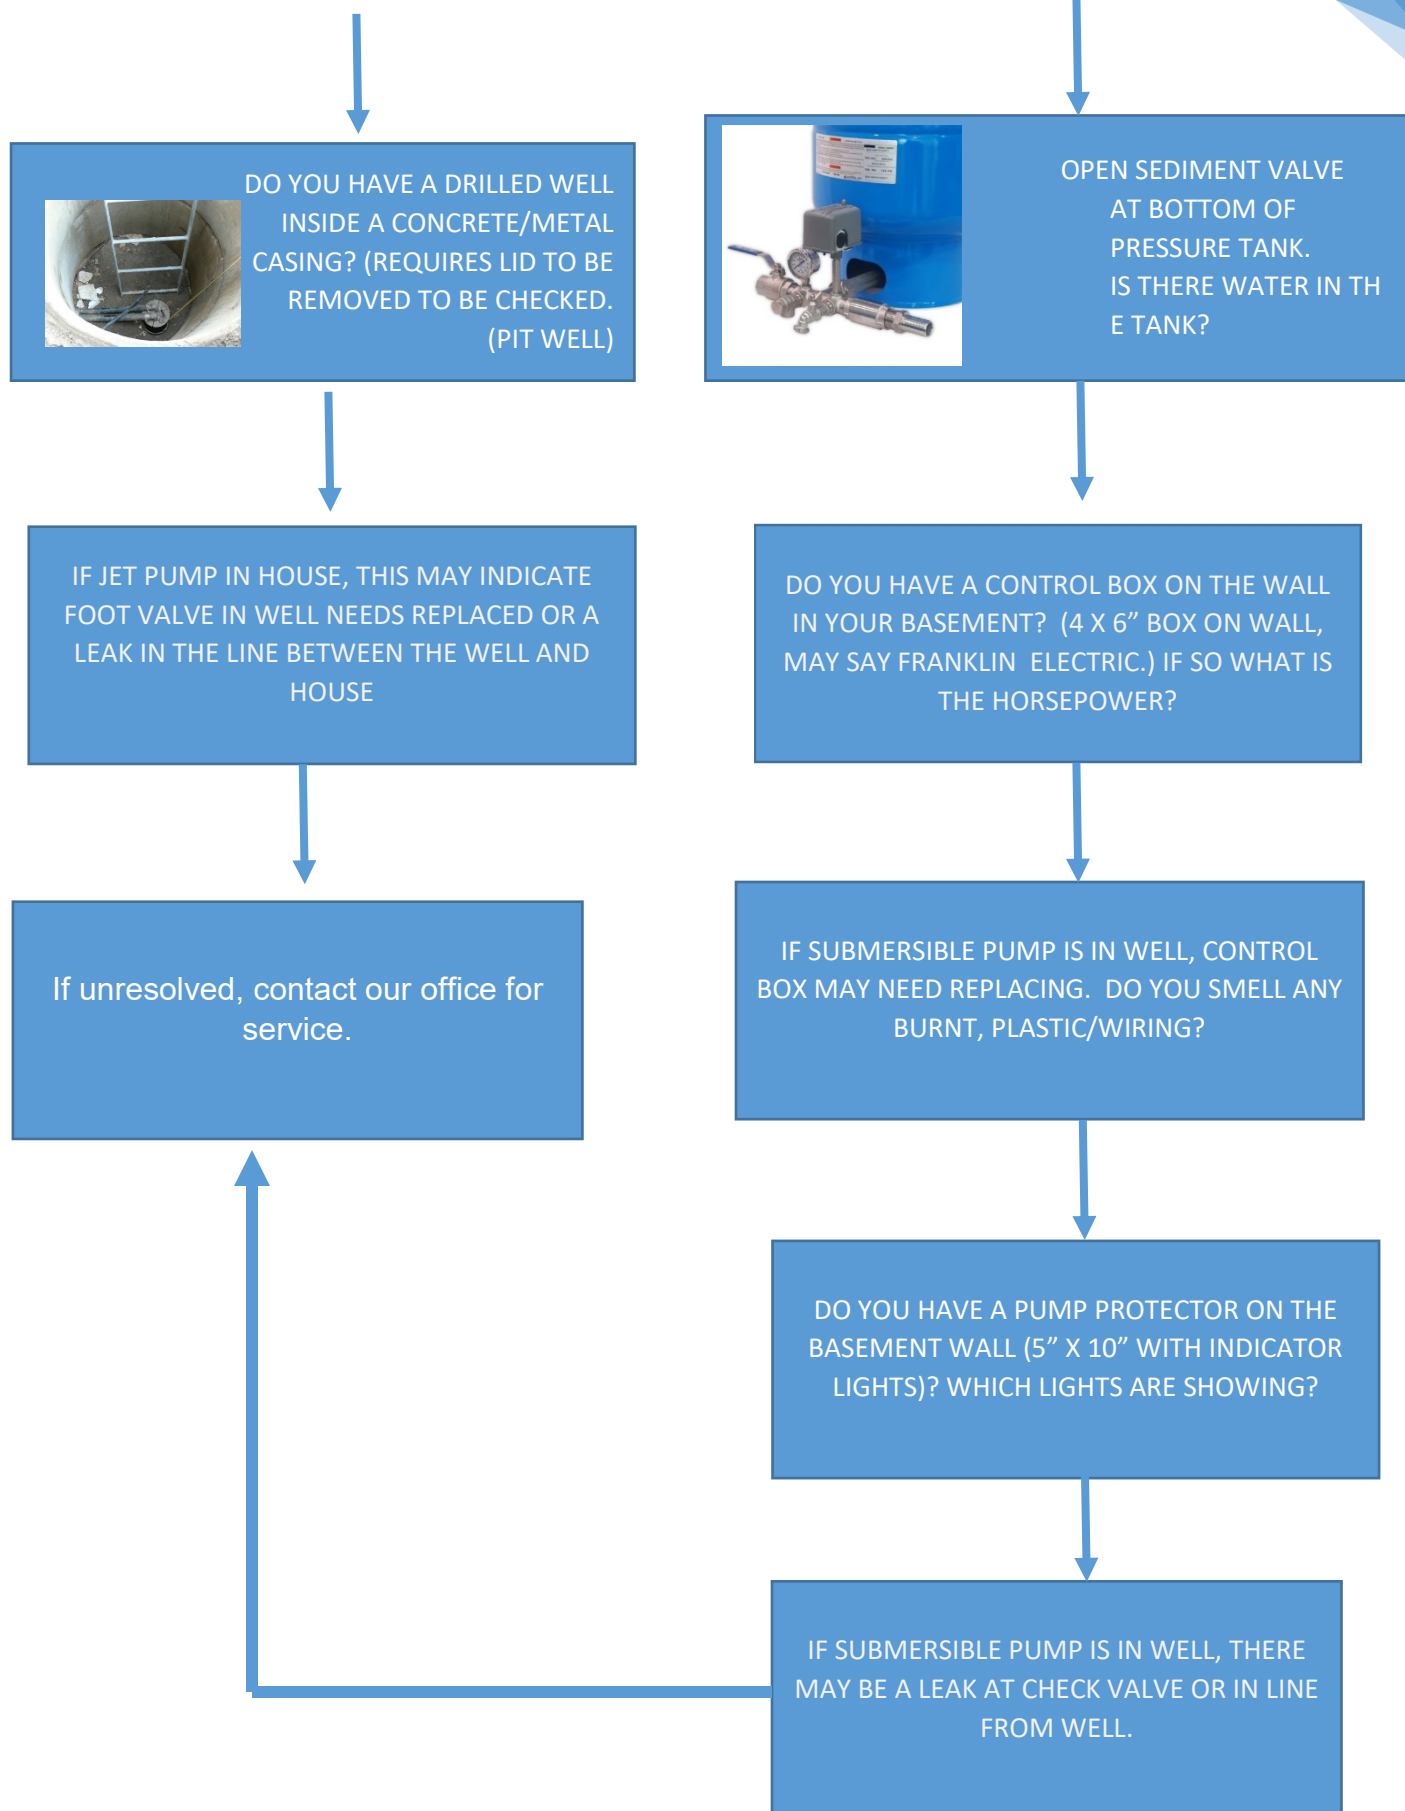 DO YOU HAVE A DRILLED WELL
INSIDE A CONCRETE/METAL
CASING? (REQUIRES LID TO BE
REMOVED TO BE CHECKED.
(PIT WELL)
OPEN SEDIMENT VALVE
AT BOTTOM OF
PRESSURE TANK.
IS THERE WATER IN TH
E TANK?
IF JET PUMP IN HOUSE, THIS MAY INDICATE
FOOT VALVE IN WELL NEEDS REPLACED OR A
LEAK IN THE LINE BETWEEN THE WELL AND
HOUSE
DO YOU HAVE A CONTROL BOX ON THE WALL
IN YOUR BASEMENT?  (4 X 6” BOX ON WALL,
MAY SAY FRANKLIN  ELECTRIC.) IF SO WHAT IS
THE HORSEPOWER?
If unresolved, contact our office for
service.
IF SUBMERSIBLE PUMP IS IN WELL, CONTROL
BOX MAY NEED REPLACING.  DO YOU SMELL ANY
BURNT, PLASTIC/WIRING?
DO YOU HAVE A PUMP PROTECTOR ON THE
BASEMENT WALL (5” X 10” WITH INDICATOR
LIGHTS)? WHICH LIGHTS ARE SHOWING?
IF SUBMERSIBLE PUMP IS IN WELL, THERE
MAY BE A LEAK AT CHECK VALVE OR IN LINE
FROM WELL.